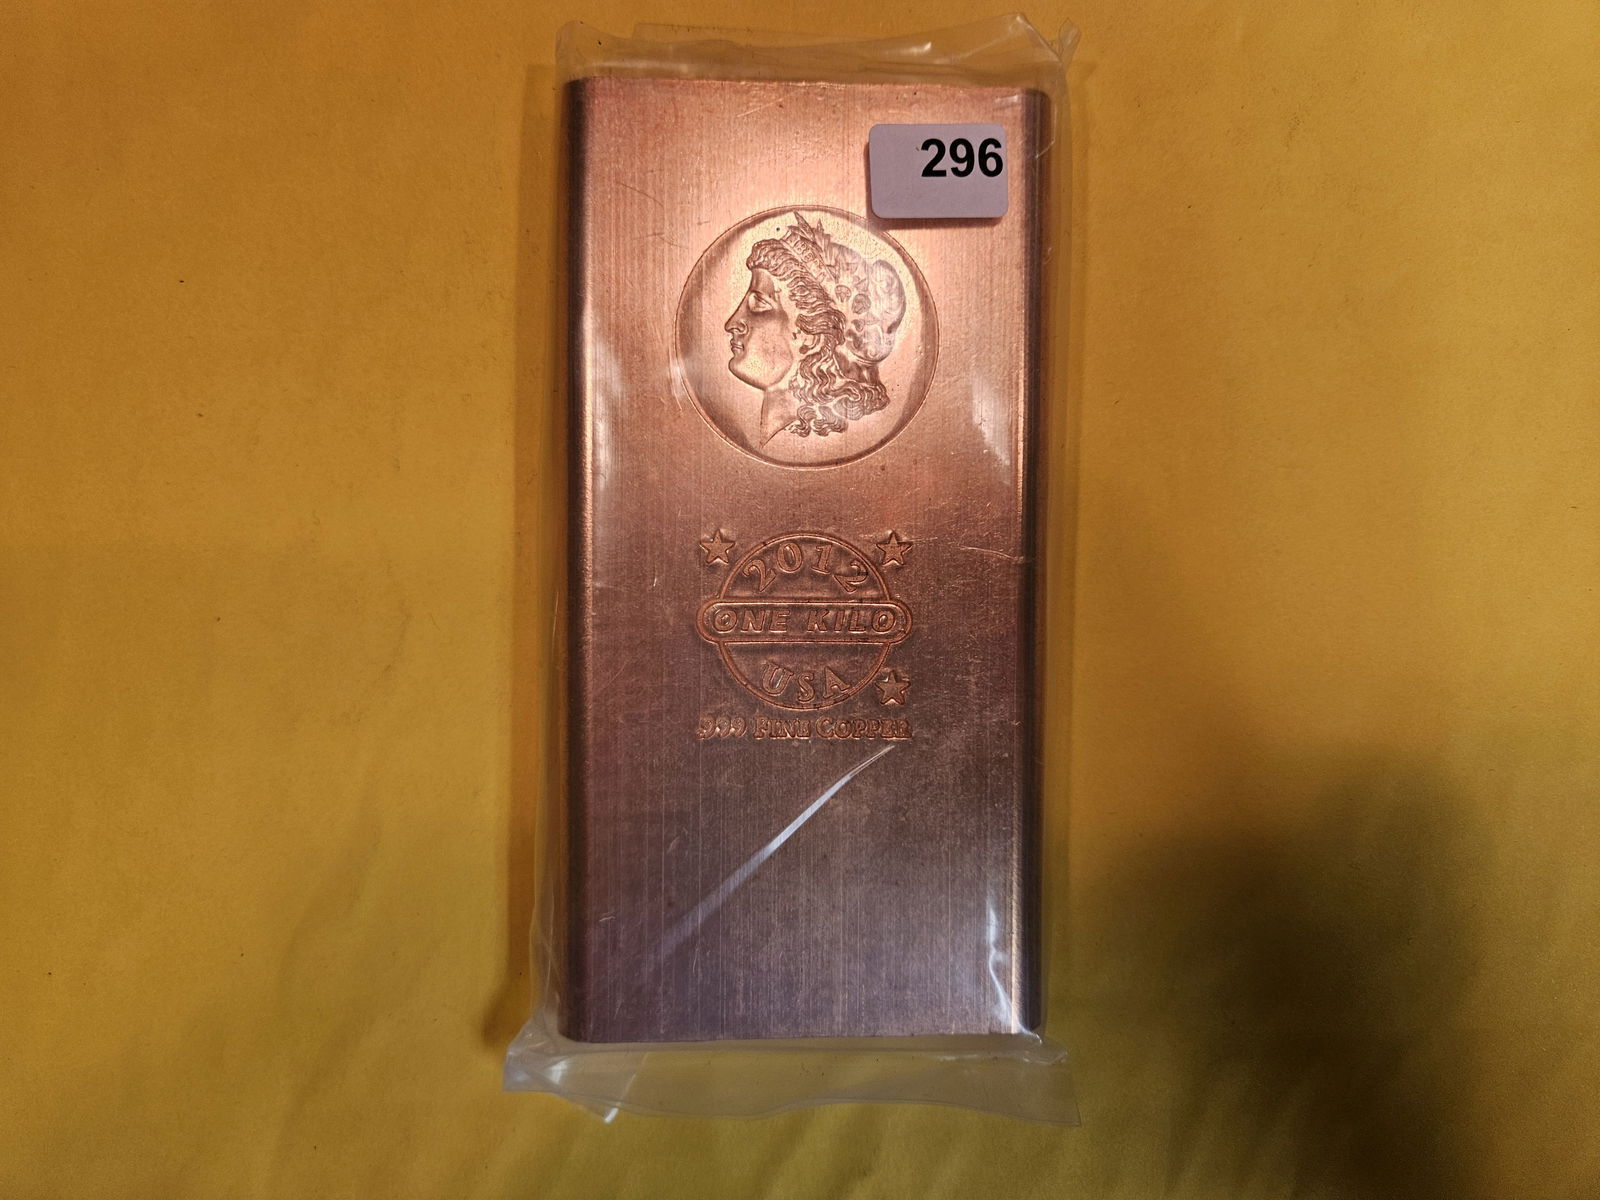 296
2012
ONE KILO
USA
.999 FINE COPPER